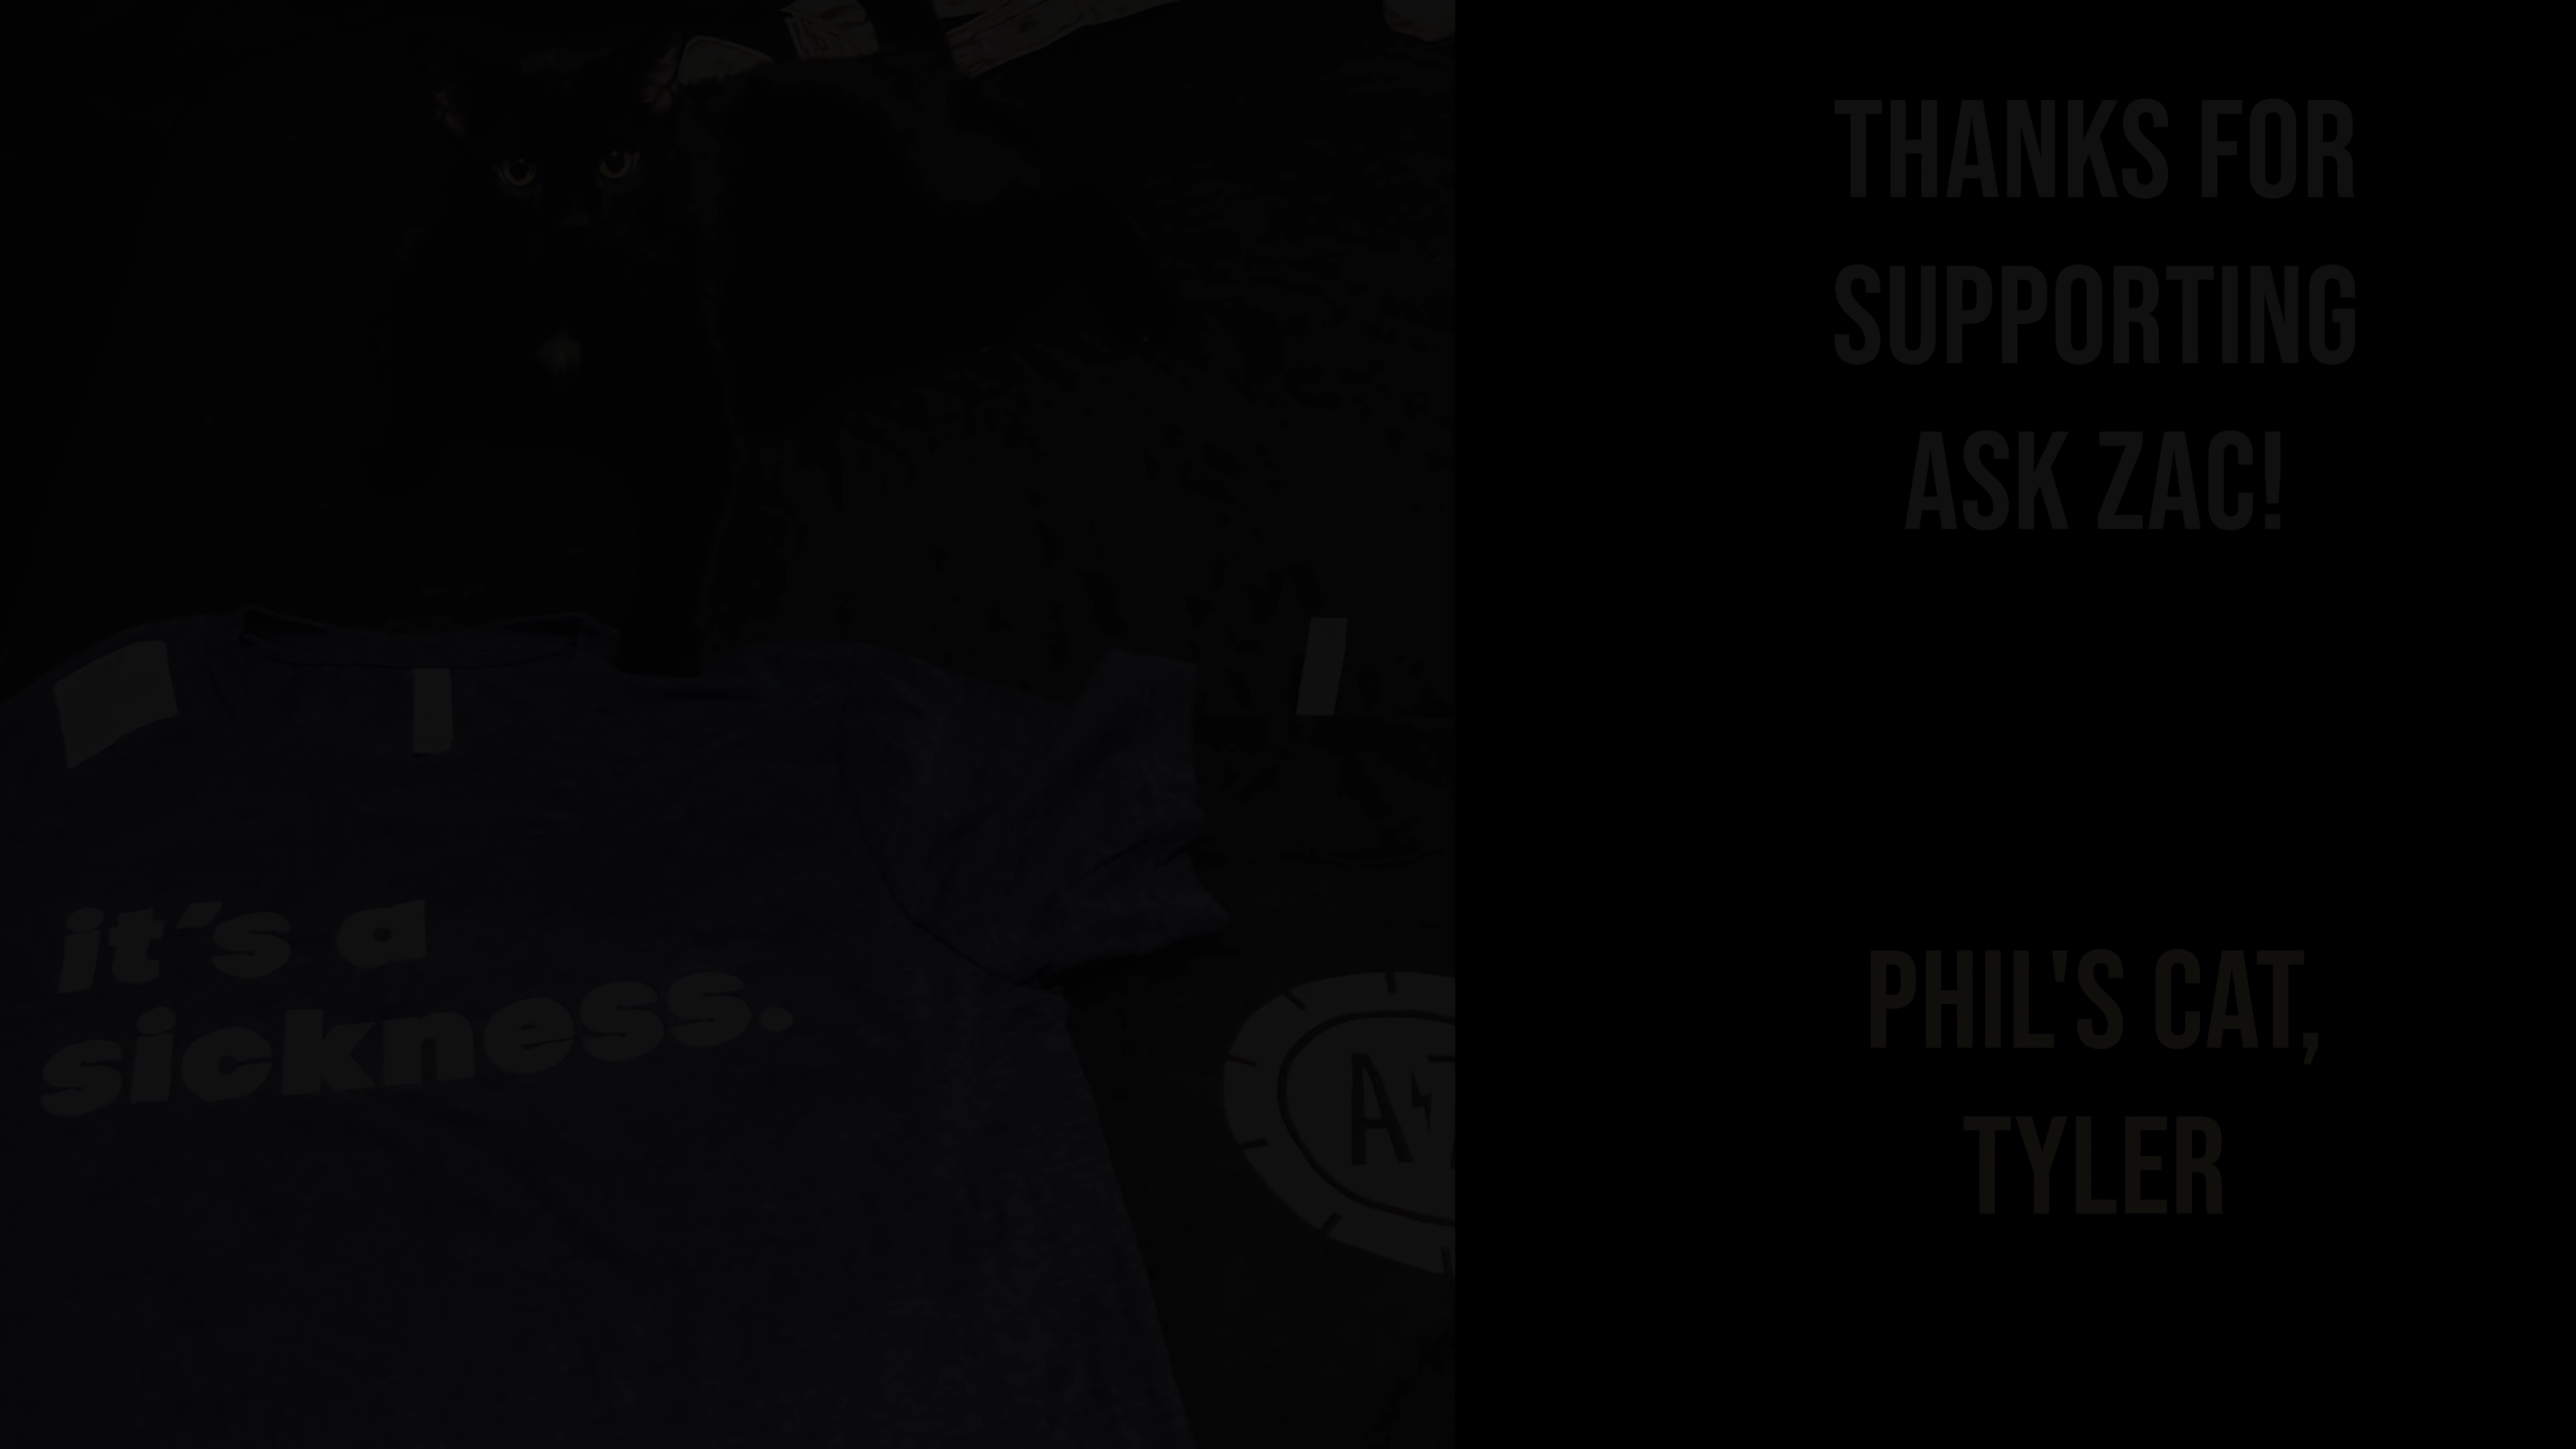 THANKS FOR
SUPPORTING
ASK ZAC!
it's a
sickness.
PHIL'S CAT,
TYLER